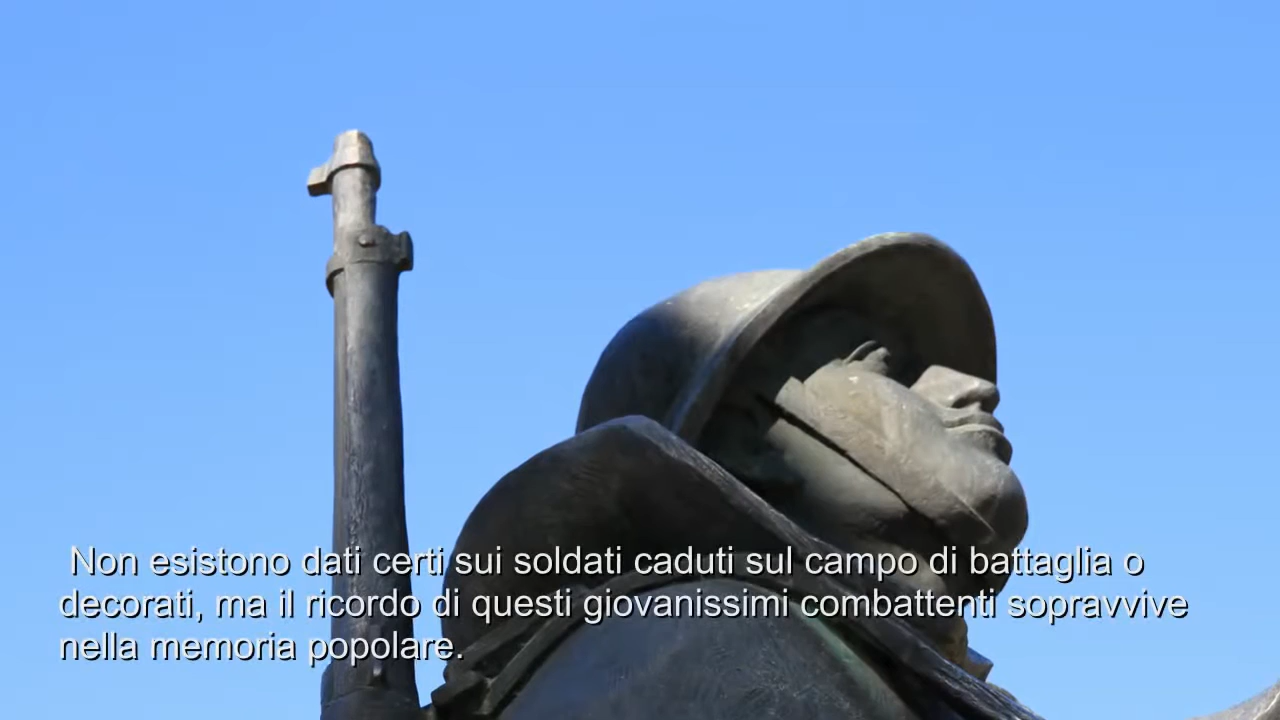 Non esistono dati certi sui soldati caduti sul campo di battaglia o
decorati, ma il ricordo di questi giovanissimi combattenti sopravvive
nella memoria popolare.